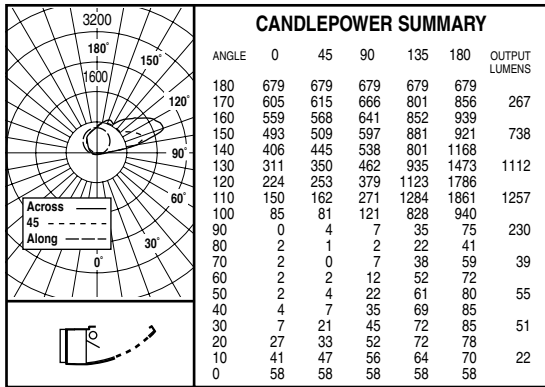 3200
180°
150°
1600
120°
90°
60°
30°
0°
Across
45
Along
CANDLEPOWER SUMMARY
ANGLE 0 45 90 135 180 OUTPUT
LUMENS
180 679 679 679 679 679
170 605 615 666 801 856 267
160 559 568 641 852 939
150 493 509 597 881 921 738
140 406 445 538 801 1168
130 311 350 462 935 1473 1112
120 224 253 379 1123 1786
110 150 162 271 1284 1861 1257
100 85 81 121 828 940
90 0 4 7 35 75 230
80 2 1 2 22 41
70 2 0 7 38 59 39
60 2 2 12 52 72
50 2 4 22 61 80 55
40 4 7 35 69 85
30 7 21 45 72 85 51
20 27 33 52 72 78
10 41 47 56 64 70 22
0 58 58 58 58 58